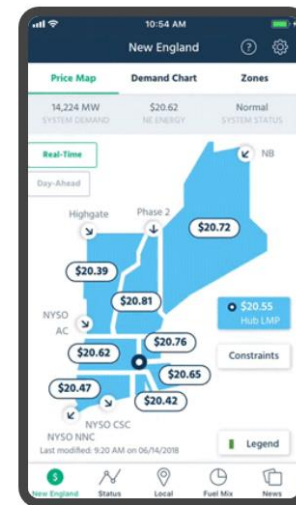 10:54 AM
New England
Price Map Demand Chart Zones
14,224 MW $20.62 Normal
SYSTEM DEMAND NE ENERGY SYSTEM STATUS
Real-Time
NB
Day-Ahead
Highgate Phase 2
$20.72
$20.39
$20.81
$20.55
Hub LMP
NYSO
AC
$20.76
$20.62
Constraints
$20.65
$20.47
$20.42
NYSO CSC
NYSO NNC
Legend
Last modified: 9:20 AM on 06/14/2018
New England Status Local Fuel Mix News